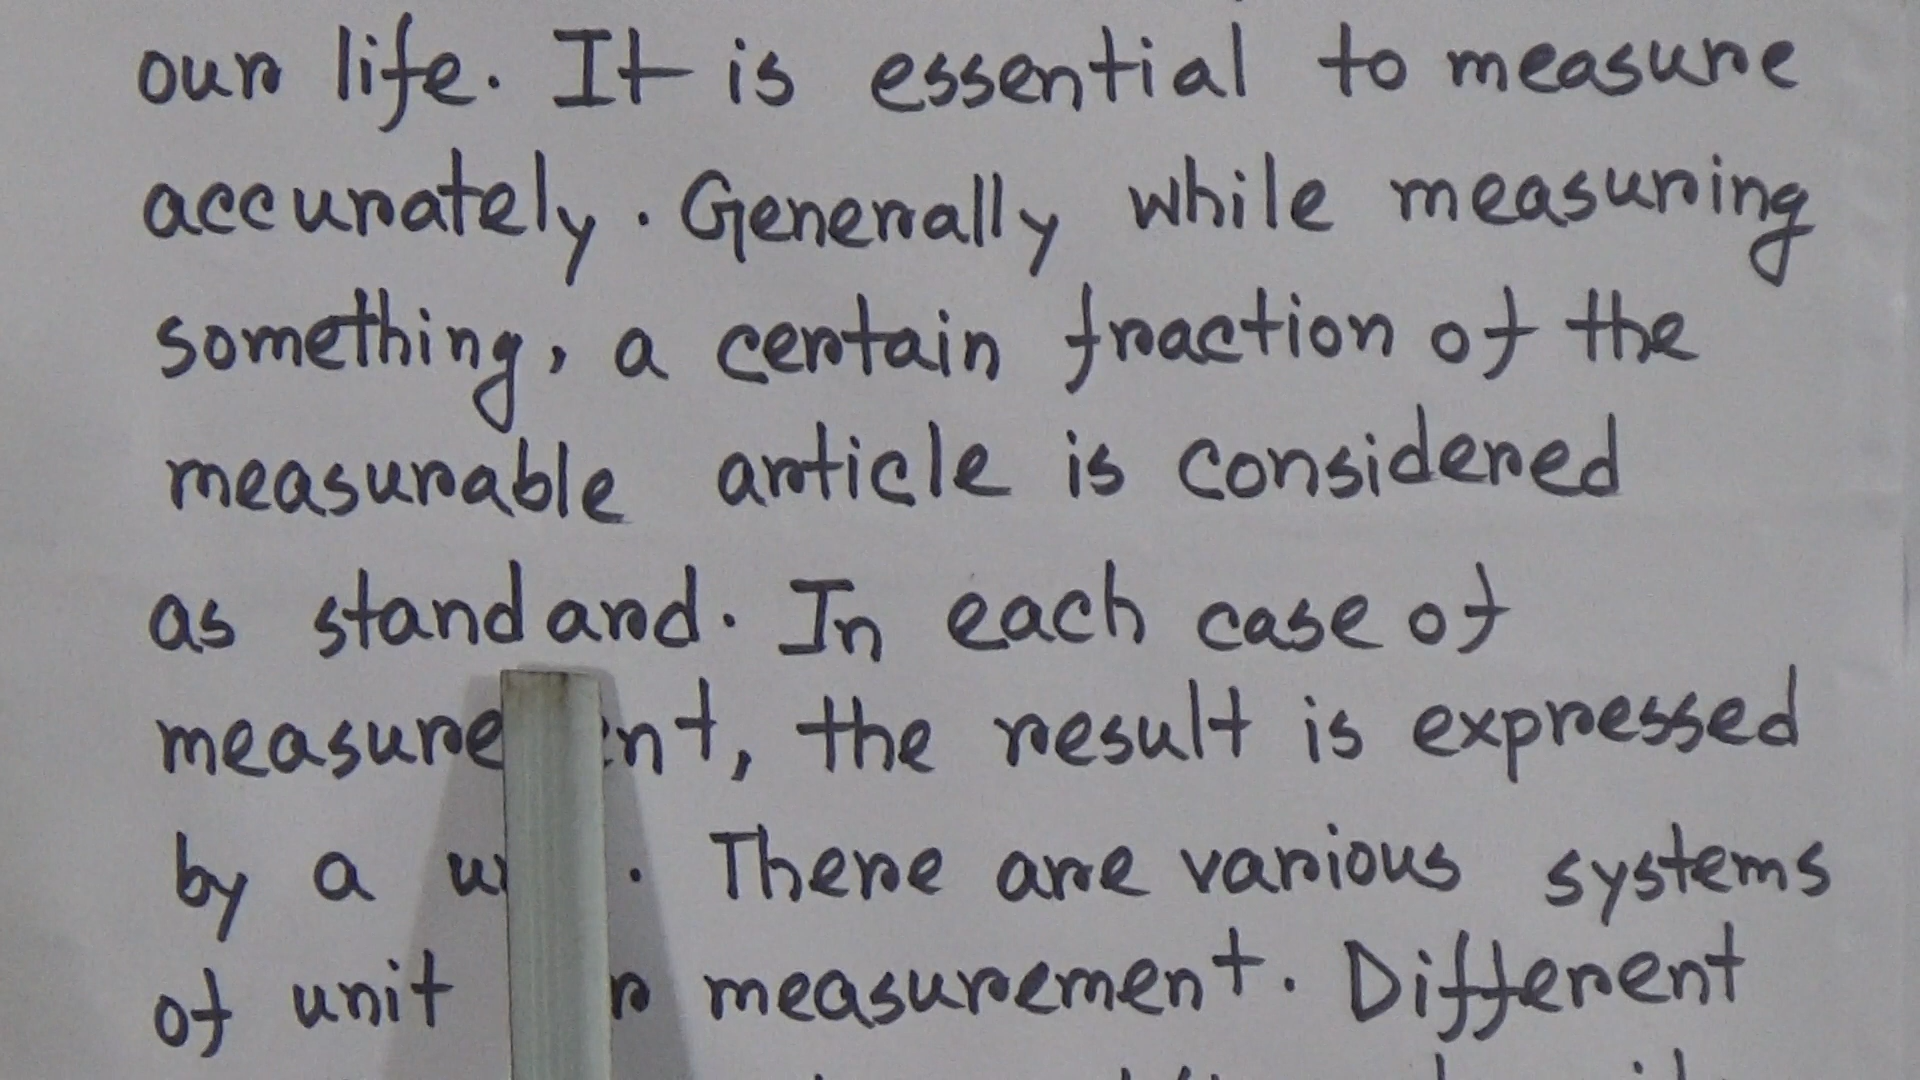 our life. It is essential to measure
accurately. Generally while measuring
something, a certain fraction of the
measurable article is considered
as standard. In each case of
measurement, the result is expressed
by a . There are various systems
of unit measurement. Different